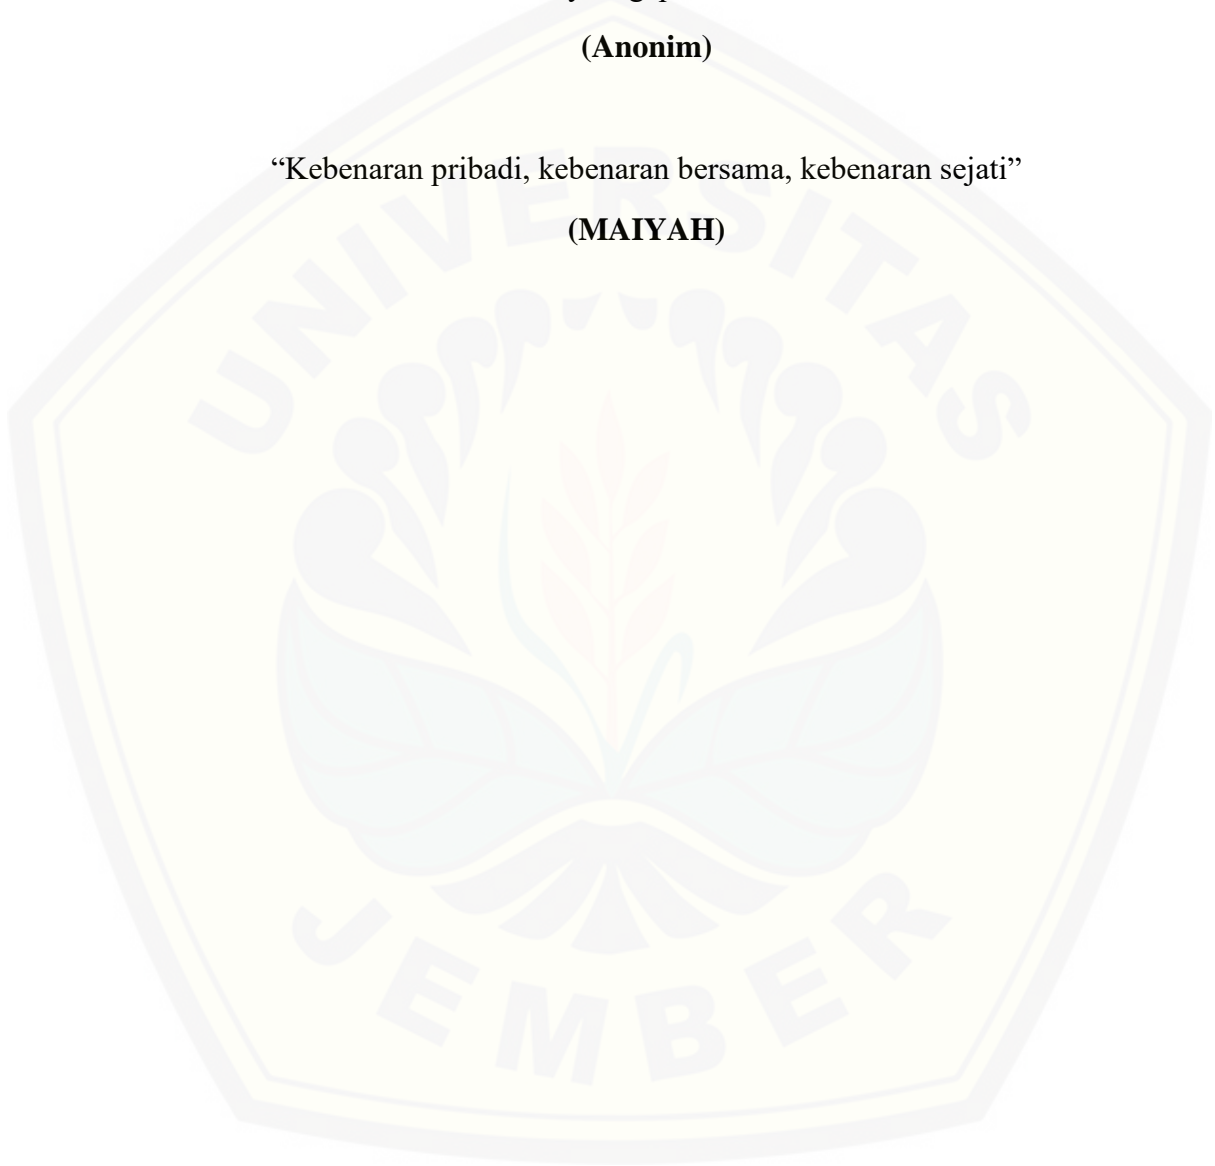 (Anonim)
“Kebenaran pribadi, kebenaran bersama, kebenaran sejati”
(MAIYAH)
UNIVERSITAS
JEMBER